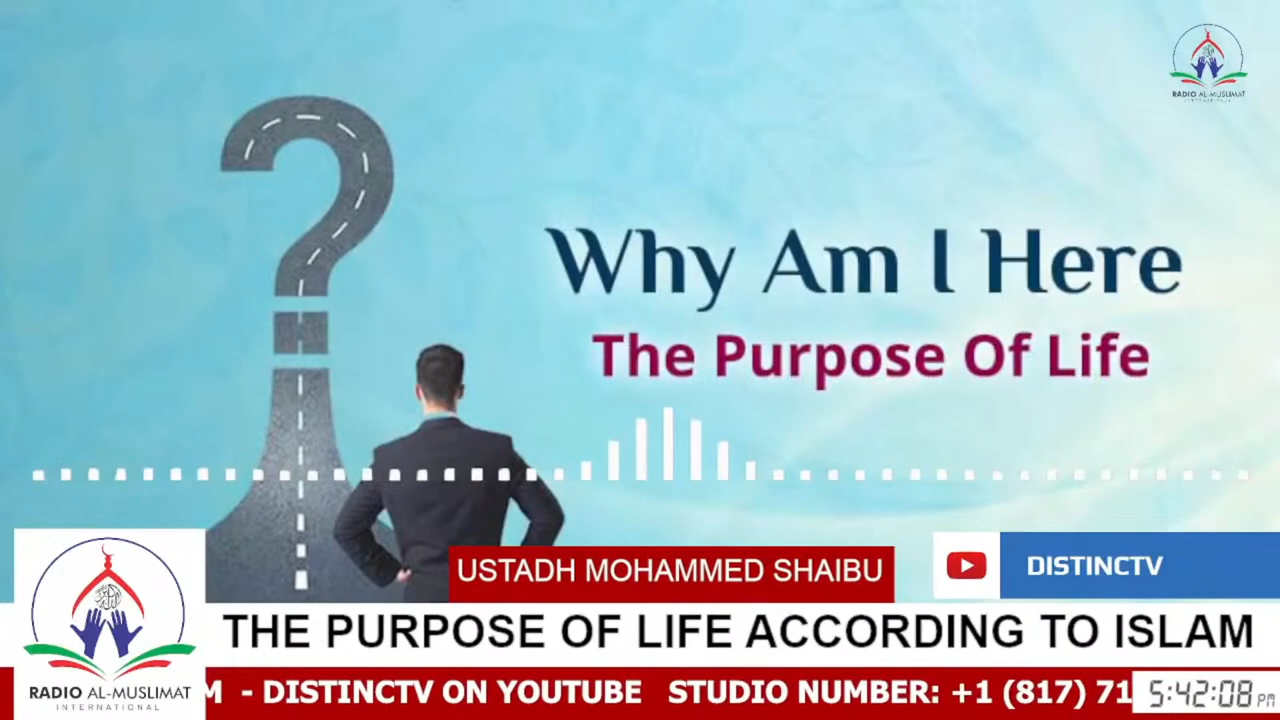 RADIO AL-MUSLIMAT
INTERNATIONAL
Why Am I Here
The Purpose Of Life
USTADH MOHAMMED SHAIBU
DISTINCTV
THE PURPOSE OF LIFE ACCORDING TO ISLAM
RADIO AL-MUSLIMAT
INTERNATIONAL
M - DISTINCTV ON YOUTUBE STUDIO NUMBER: +1 (817) 71
5:42:08 PM